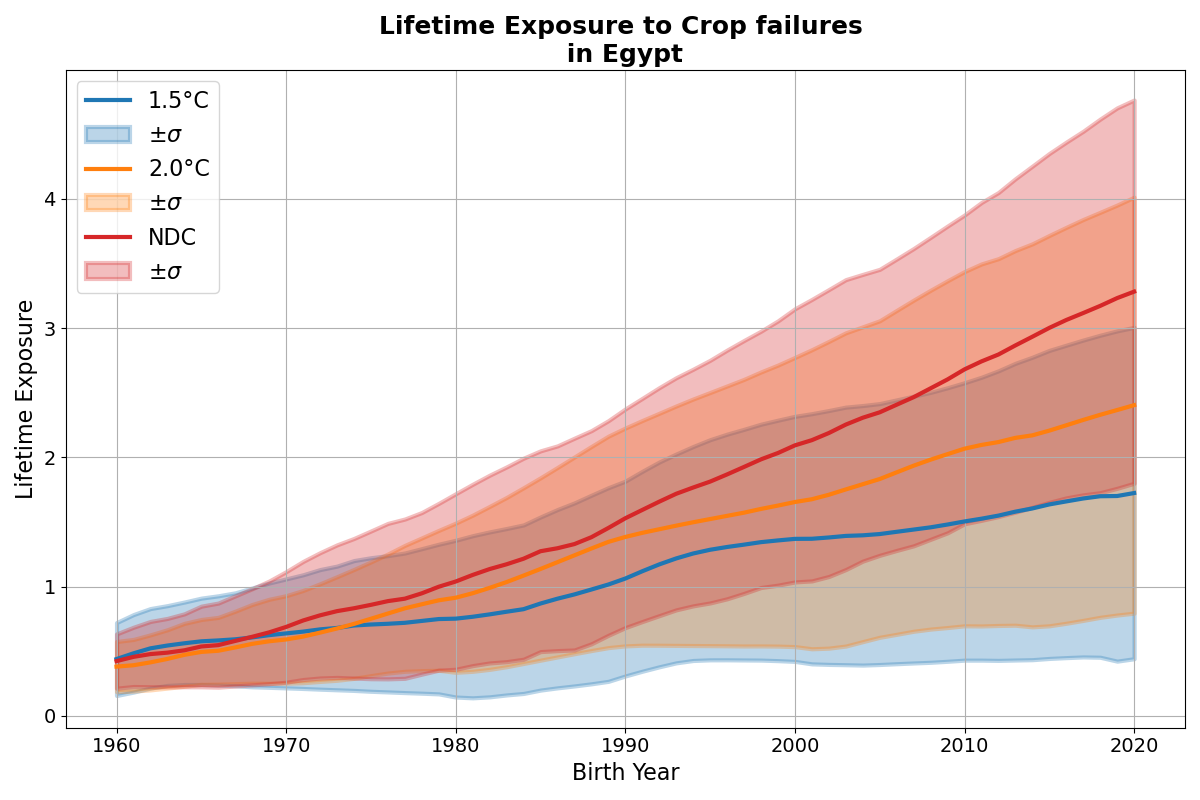 Lifetime Exposure to Crop failures
in Egypt
1.5°C
±σ
2.0°C
±σ
NDC
±σ
Lifetime Exposure
4
3
2
1
0
1960 1970 1980 1990 2000 2010 2020
Birth Year